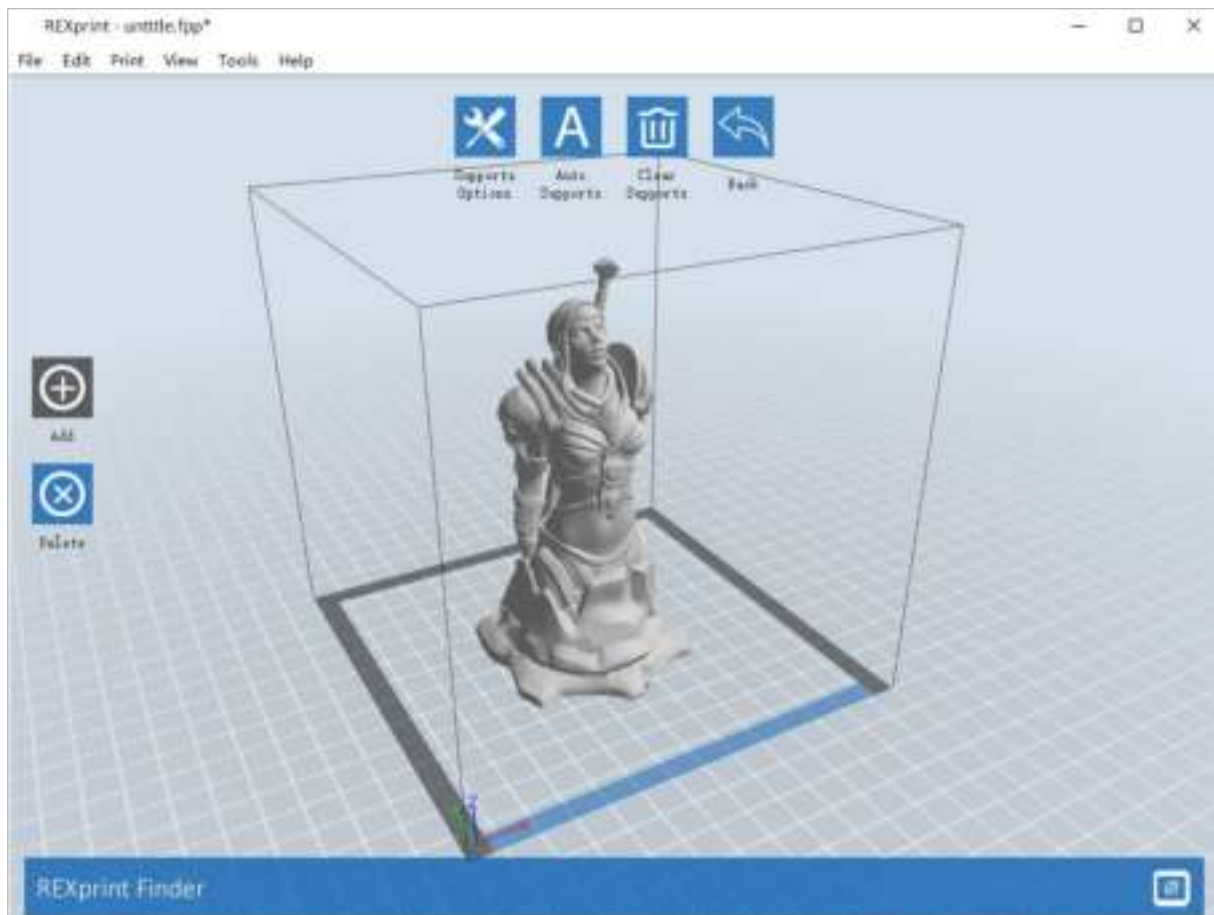 REXprint - untitle.fpp*
File Edit Print View Tools Help
Supports
Options
Auto
Supports
Clear
Supports
Back
Add
Delete
REXprint Finder